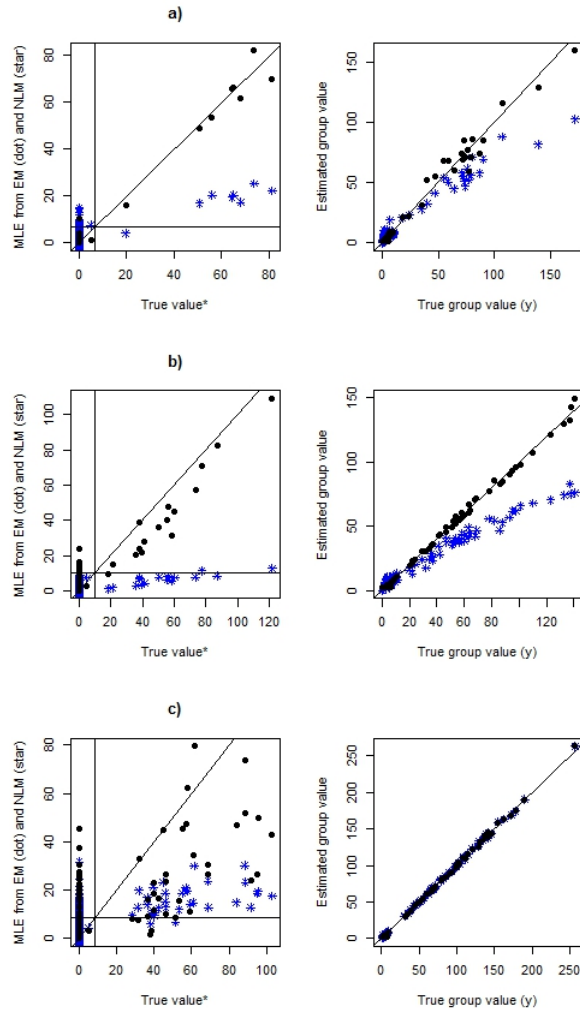 a)
MLE from EM (dot) and NLM (star)
80
60
40
20
0
0 20 40 60 80
True value*
Estimated group value
150
100
50
0
0 50 100 150
True group value (y)
b)
MLE from EM (dot) and NLM (star)
100
80
60
40
20
0
0 20 40 60 80 100 120
True value*
Estimated group value
150
100
50
0
0 20 40 60 80 100 140
True group value (y)
c)
MLE from EM (dot) and NLM (star)
80
60
40
20
0
0 20 40 60 80 100
True value*
Estimated group value
250
200
150
100
50
0
0 50 100 150 200 250
True group value (y)